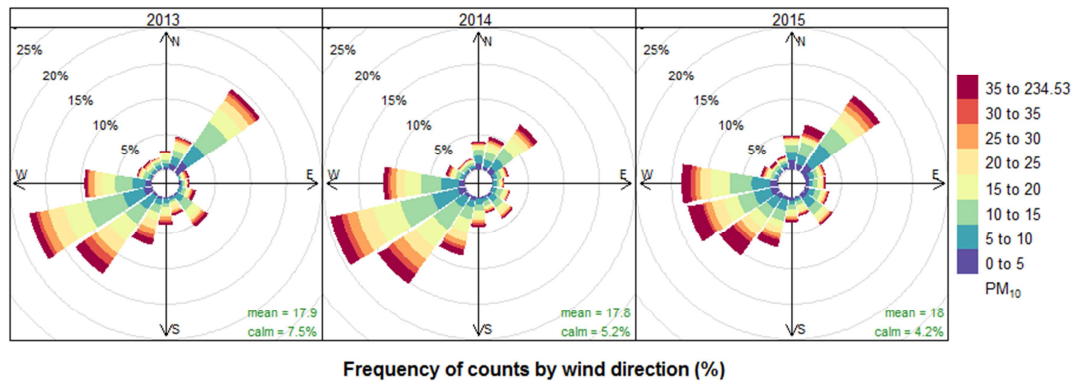 2013
2014
2015
25%
20%
15%
10%
5%
N
W
E
S
mean = 17.9
calm = 7.5%
25%
20%
15%
10%
5%
N
W
E
S
mean = 17.8
calm = 5.2%
25%
20%
15%
10%
5%
N
W
E
S
mean = 18
calm = 4.2%
35 to 234.53
30 to 35
25 to 30
20 to 25
15 to 20
10 to 15
5 to 10
0 to 5
PM₁₀
Frequency of counts by wind direction (%)